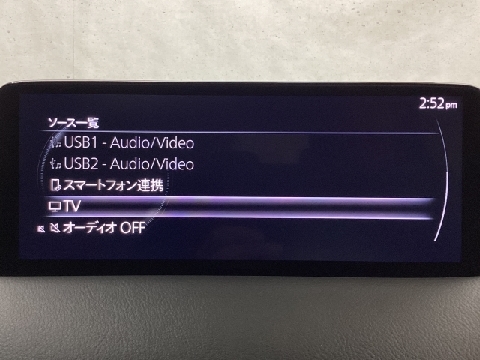 2:52pm
ソース一覧
USB1 - Audio/Video
USB2 - Audio/Video
スマートフォン連携
TV
オーディオ OFF